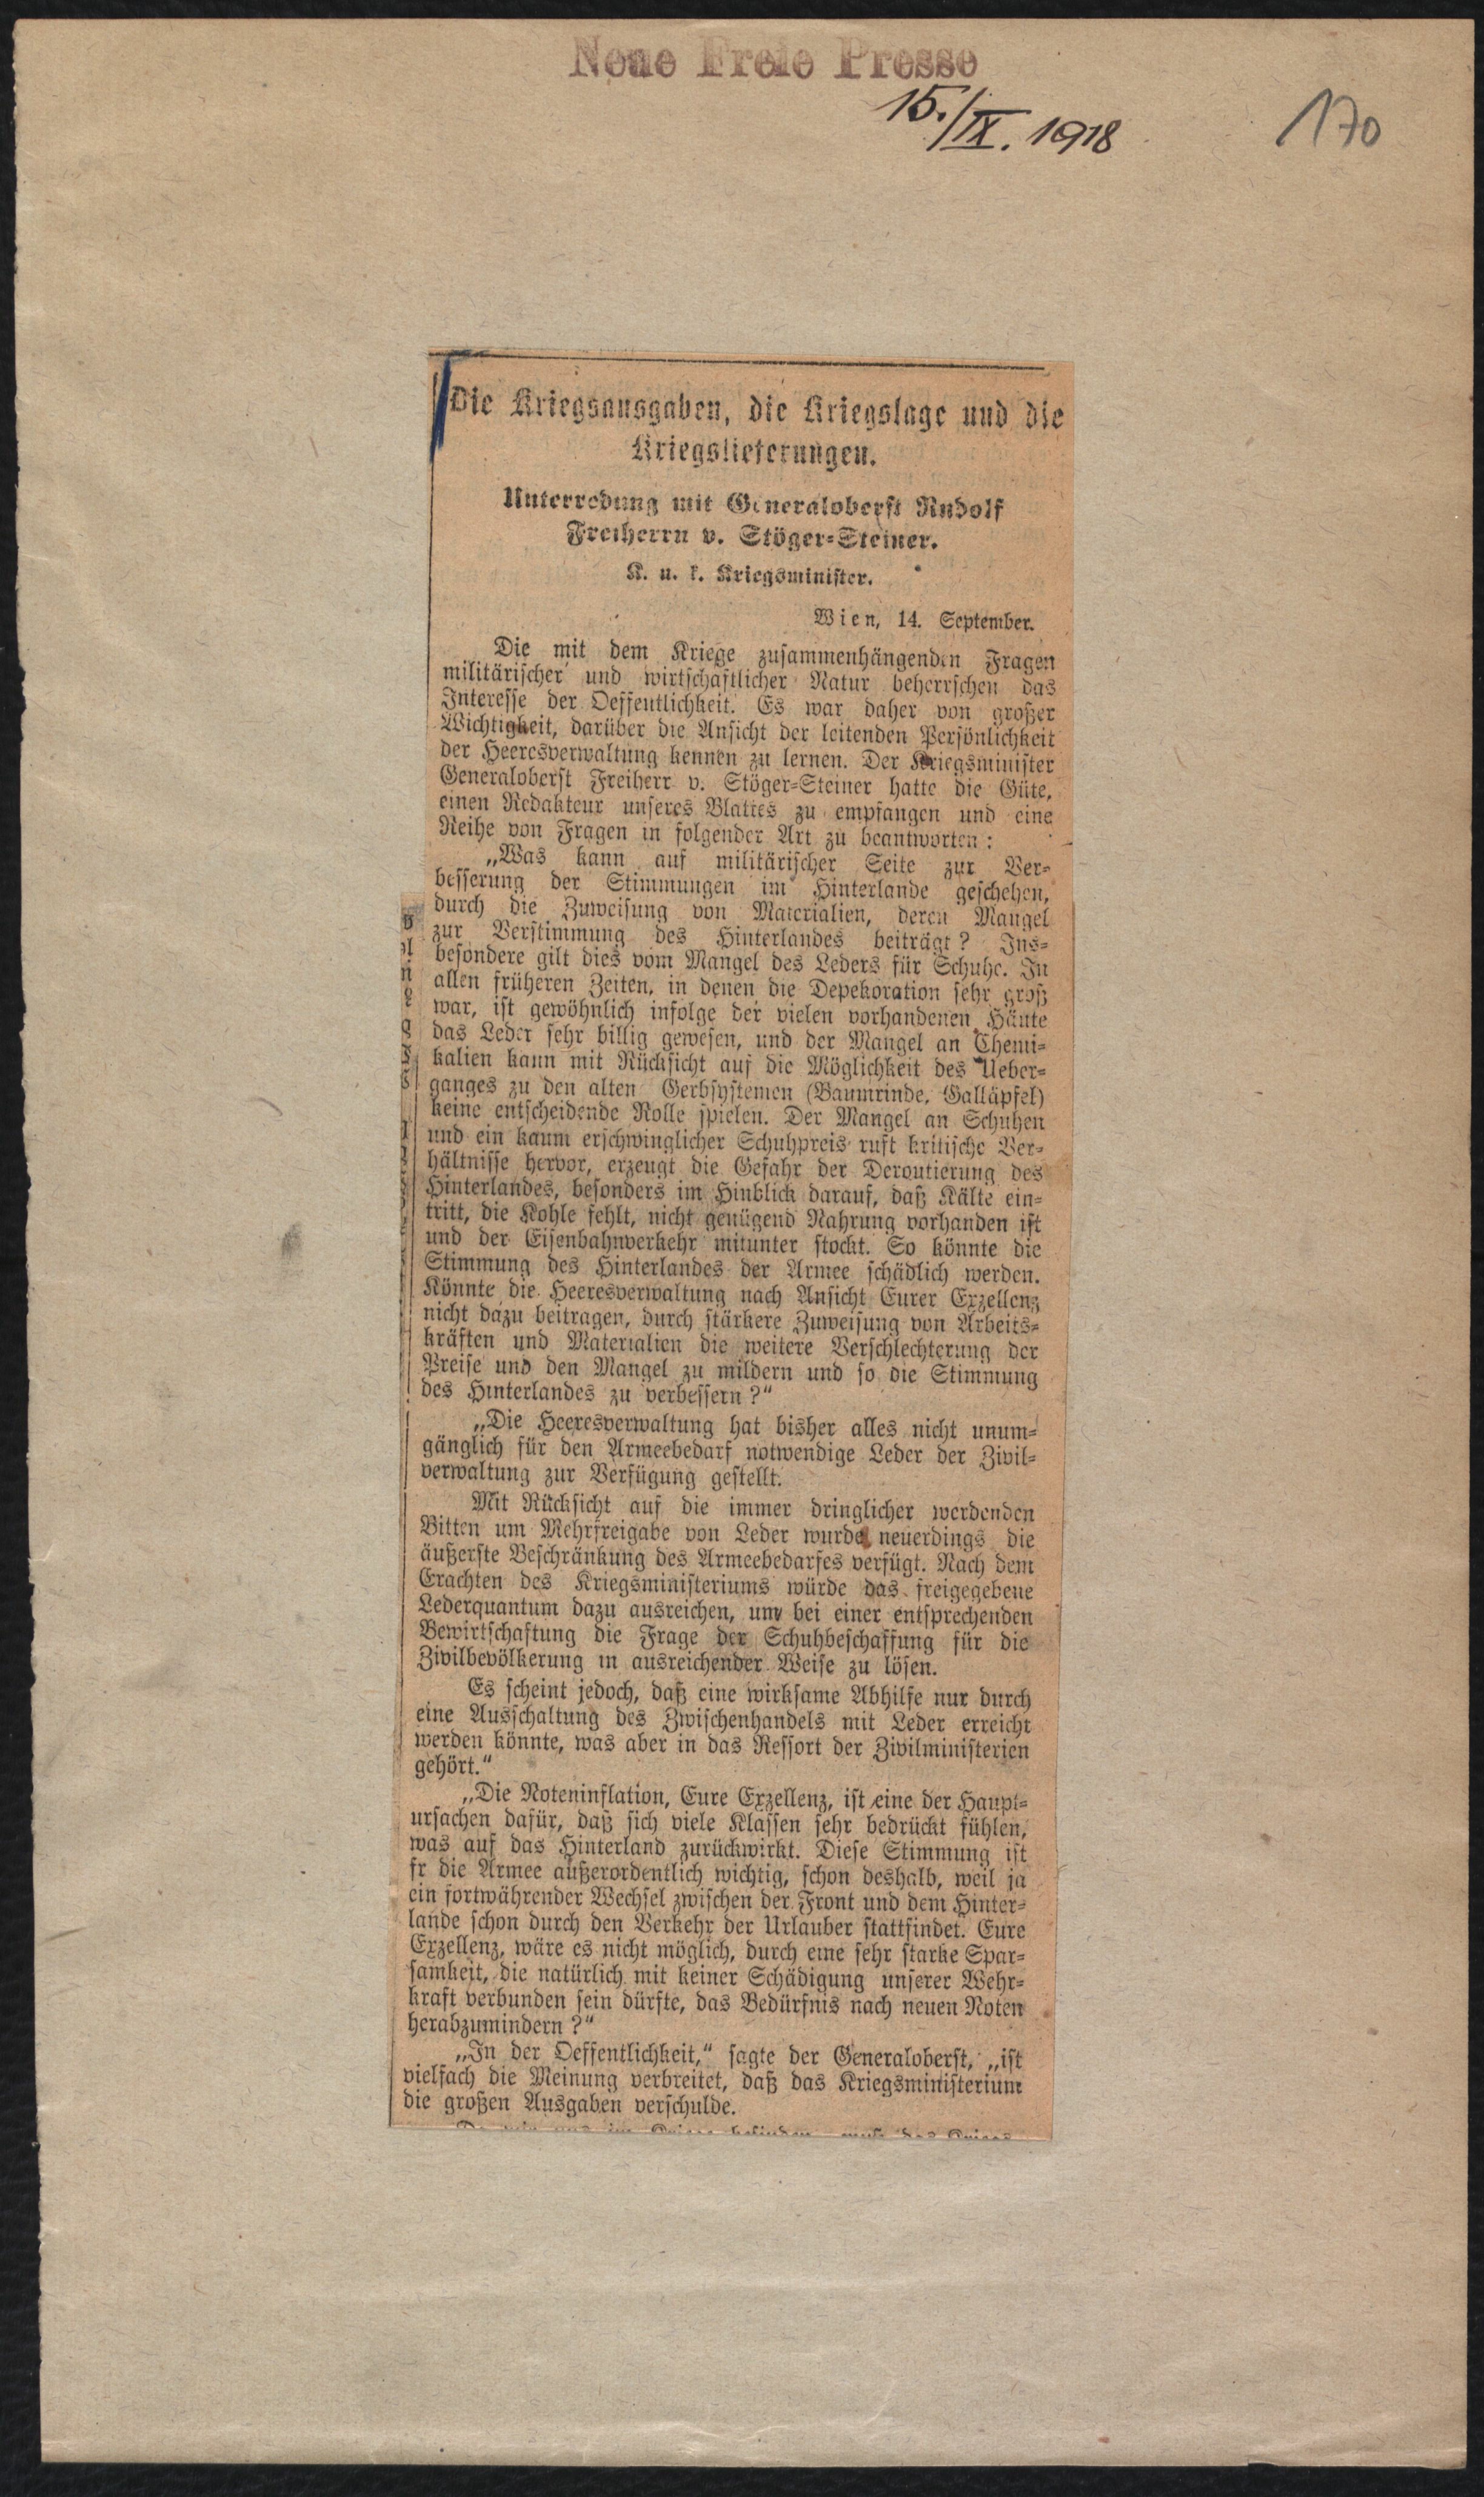 Neue Freie Presse
15./IX. 1918
170
Die Kriegsausgaben, die Kriegslage und die
Kriegslieferungen.
Unterredung mit Generaloberst Rudolf
Freiherrn v. Stöger-Steiner.
K. u. k. Kriegsminister.
Wien, 14. September.
Die mit dem Kriege zusammenhängenden Fragen
militärischer und wirtschaftlicher Natur beherrschen das
Interesse der Oeffentlichkeit. Es war daher von großer
Wichtigkeit, darüber die Ansicht der leitenden Persönlichkeit
der Heeresverwaltung kennen zu lernen. Der Kriegsminister
Generaloberst Freiherr v. Stöger-Steiner hatte die Güte,
einen Redakteur unseres Blattes zu empfangen und eine
Reihe von Fragen in folgender Art zu beantworten:
„Was kann auf militärischer Seite zur Ver-
besserung der Stimmungen im Hinterlande geschehen,
durch die Zuweisung von Materialien, deren Mangel
zur Verstimmung des Hinterlandes beiträgt? Ins-
besondere gilt dies vom Mangel des Leders für Schuhe. In
allen früheren Zeiten, in denen die Depekoration sehr groß
war, ist gewöhnlich infolge der vielen vorhandenen Häute
das Leder sehr billig gewesen, und der Mangel an Chemi-
kalien kann mit Rücksicht auf die Möglichkeit des Ueber-
ganges zu den alten Gerbsystemen (Baumrinde, Galläpfel)
keine entscheidende Rolle spielen. Der Mangel an Schuhen
und ein kaum erschwinglicher Schuhpreis ruft kritische Ver-
hältnisse hervor, erzeugt die Gefahr der Deroutierung des
Hinterlandes, besonders im Hinblick darauf, daß Kälte ein-
tritt, die Kohle fehlt, nicht genügend Nahrung vorhanden ist
und der Eisenbahnverkehr mitunter stockt. So könnte die
Stimmung des Hinterlandes der Armee schädlich werden.
Könnte die Heeresverwaltung nach Ansicht Eurer Exzellenz
nicht dazu beitragen, durch stärkere Zuweisung von Arbeits-
kräften und Materialien die weitere Verschlechterung der
Preise und den Mangel zu mildern und so die Stimmung
des Hinterlandes zu verbessern?"
„Die Heeresverwaltung hat bisher alles nicht unum-
gänglich für den Armeebedarf notwendige Leder der Zivil-
verwaltung zur Verfügung gestellt.
Mit Rücksicht auf die immer dringlicher werdenden
Bitten um Mehrfreigabe von Leder wurde neuerdings die
äußerste Beschränkung des Armeebedarfes verfügt. Nach dem
Erachten des Kriegsministeriums würde das freigegebene
Lederquantum dazu ausreichen, um bei einer entsprechenden
Bewirtschaftung die Frage der Schuhbeschaffung für die
Zivilbevölkerung in ausreichender Weise zu lösen.
Es scheint jedoch, daß eine wirksame Abhilfe nur durch
eine Ausschaltung des Zwischenhandels mit Leder erreicht
werden könnte, was aber in das Ressort der Zivilministerien
gehört."
„Die Noteninflation, Eure Exzellenz, ist eine der Haupt-
ursachen dafür, daß sich viele Klassen sehr bedrückt fühlen,
was auf das Hinterland zurückwirkt. Diese Stimmung ist
fr die Armee außerordentlich wichtig, schon deshalb, weil ja
ein fortwährender Wechsel zwischen der Front und dem Hinter-
lande schon durch den Verkehr der Urlauber stattfindet. Eure
Exzellenz, wäre es nicht möglich, durch eine sehr starke Spar-
samkeit, die natürlich mit keiner Schädigung unserer Wehr-
kraft verbunden sein dürfte, das Bedürfnis nach neuen Noten
herabzumindern?"
„In der Oeffentlichkeit," sagte der Generaloberst, „ist
vielfach die Meinung verbreitet, daß das Kriegsministerium
die großen Ausgaben verschulde.